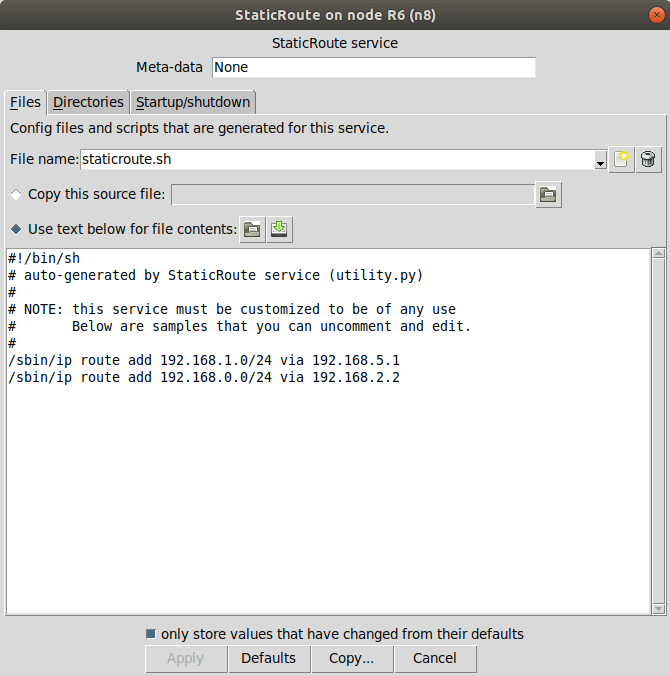 StaticRoute on node R6 (n8)
StaticRoute service
Meta-data None
Files Directories Startup/shutdown
Config files and scripts that are generated for this service.
File name: staticroute.sh
Copy this source file:
Use text below for file contents:
#!/bin/sh
# auto-generated by StaticRoute service (utility.py)
#
# NOTE: this service must be customized to be of any use
#       Below are samples that you can uncomment and edit.
#
/sbin/ip route add 192.168.1.0/24 via 192.168.5.1
/sbin/ip route add 192.168.0.0/24 via 192.168.2.2
only store values that have changed from their defaults
Apply Defaults Copy... Cancel